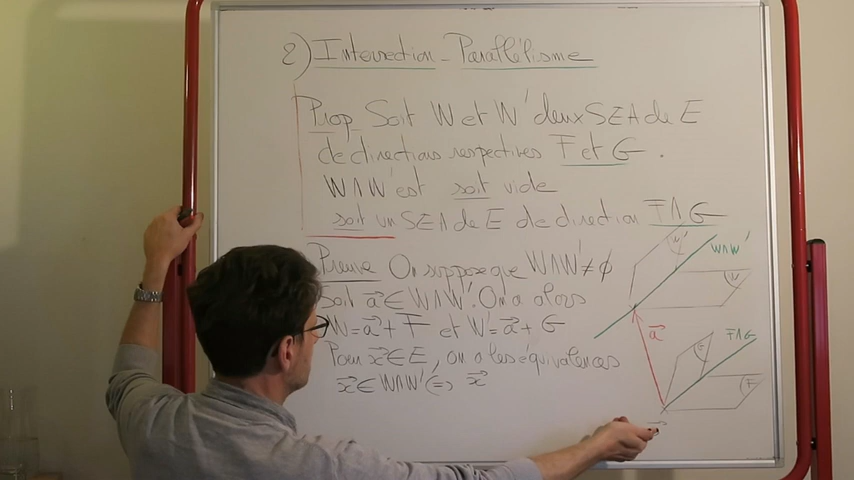 2) Intersection - Parallélisme
Prop Soit W et W' deux SEA de E
de directions respectives F et G.
W∩W' est soit vide
soit un SEA de E de direction F∩G
Preuve On suppose que W∩W' ≠ ∅
Soit a⃗ ∈ W∩W'. On a alors
W = a⃗ + F et W' = a⃗ + G
Pour x⃗ ∈ E, on a les équivalences
x⃗ ∈ W∩W' (=) x⃗
W'
W∩W'
W
a⃗
F∩G
F